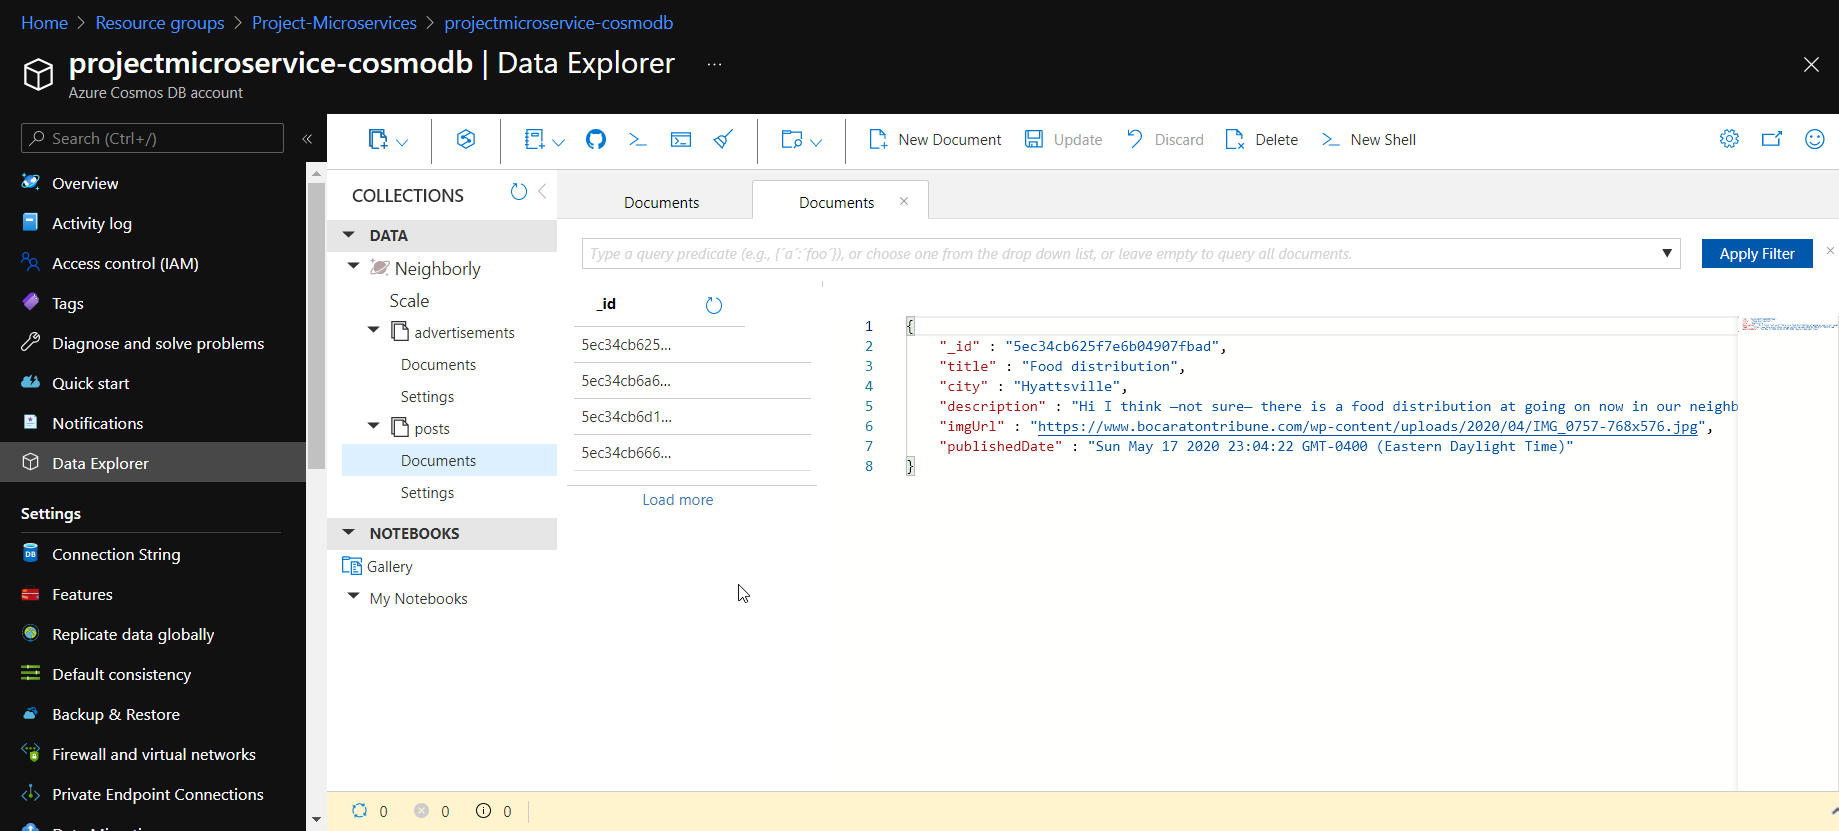 Home > Resource groups > Project-Microservices > projectmicroservice-cosmodb
projectmicroservice-cosmodb | Data Explorer ...
Azure Cosmos DB account
Search (Ctrl+/)
«
Overview
Activity log
Access control (IAM)
Tags
Diagnose and solve problems
Quick start
Notifications
Data Explorer
Settings
Connection String
Features
Replicate data globally
Default consistency
Backup & Restore
Firewall and virtual networks
Private Endpoint Connections
New Document
Update
Discard
Delete
New Shell
COLLECTIONS
DATA
Neighborly
Scale
advertisements
Documents
Settings
posts
Documents
Settings
NOTEBOOKS
Gallery
My Notebooks
Documents
Documents
Type a query predicate (e.g., {´a´:´foo´}), or choose one from the drop down list, or leave empty to query all documents.
Apply Filter
_id
5ec34cb625...
5ec34cb6a6...
5ec34cb6d1...
5ec34cb666...
Load more
1 {
2 "_id" : "5ec34cb625f7e6b04907fbad",
3 "title" : "Food distribution",
4 "city" : "Hyattsville",
5 "description" : "Hi I think —not sure— there is a food distribution at going on now in our neighb
6 "imgUrl" : "https://www.bocaratontribune.com/wp-content/uploads/2020/04/IMG_0757-768x576.jpg",
7 "publishedDate" : "Sun May 17 2020 23:04:22 GMT-0400 (Eastern Daylight Time)"
8 }
0 0 0